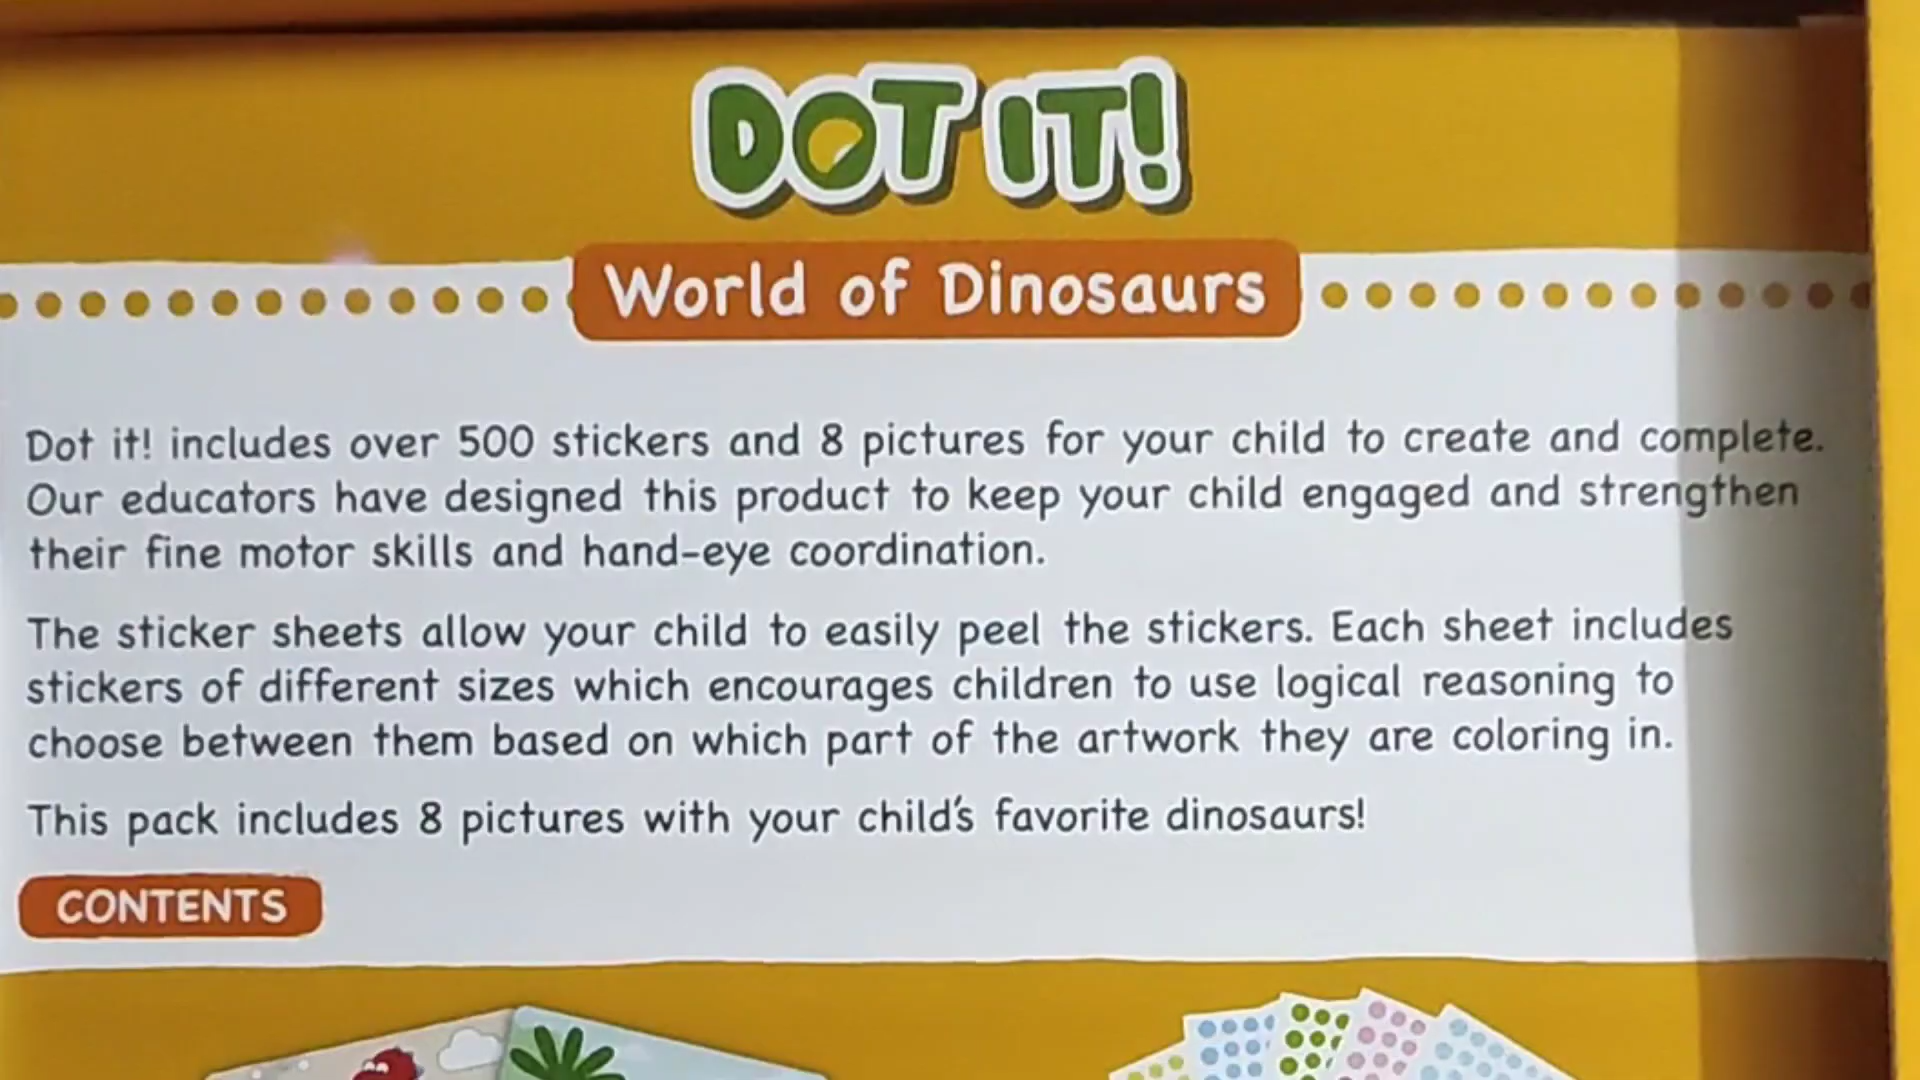 DOT IT!
World of Dinosaurs
Dot it! includes over 500 stickers and 8 pictures for your child to create and complete.
Our educators have designed this product to keep your child engaged and strengthen
their fine motor skills and hand-eye coordination.
The sticker sheets allow your child to easily peel the stickers. Each sheet includes
stickers of different sizes which encourages children to use logical reasoning to
choose between them based on which part of the artwork they are coloring in.
This pack includes 8 pictures with your child's favorite dinosaurs!
CONTENTS